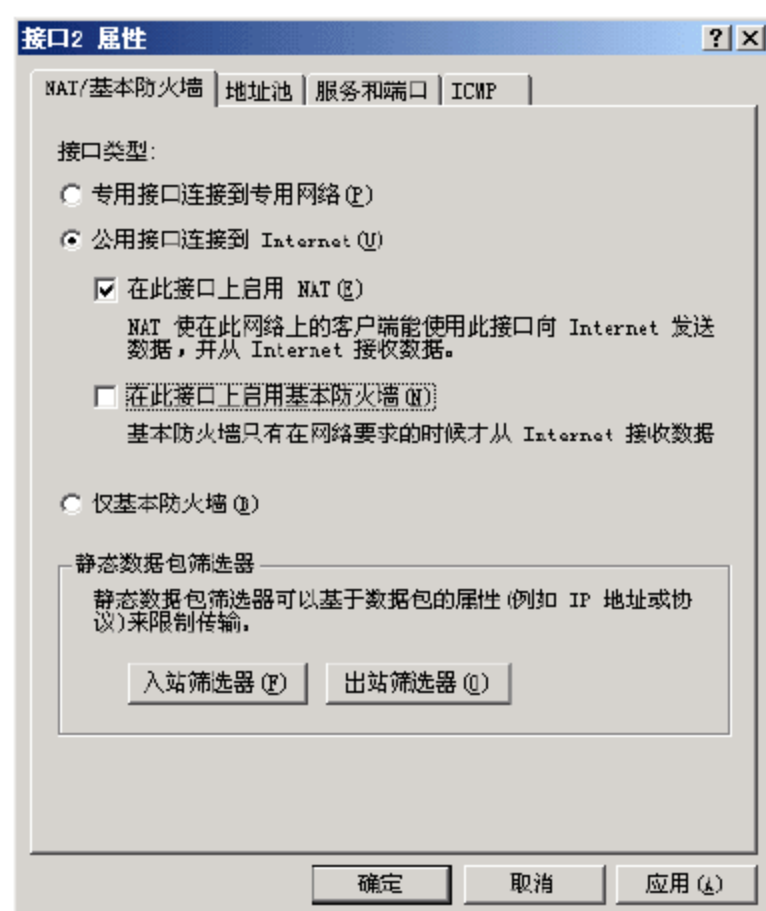 接口2 属性
NAT/基本防火墙 地址池 服务和端口 ICMP
接口类型:
专用接口连接到专用网络(P)
公用接口连接到 Internet(U)
在此接口上启用 NAT(E)
NAT 使在此网络上的客户端能使用此接口向 Internet 发送
数据，并从 Internet 接收数据。
在此接口上启用基本防火墙(N)
基本防火墙只有在网络要求的时候才从 Internet 接收数据
仅基本防火墙(B)
静态数据包筛选器
静态数据包筛选器可以基于数据包的属性(例如 IP 地址或协
议)来限制传输。
入站筛选器(F) 出站筛选器(O)
确定 取消 应用(A)